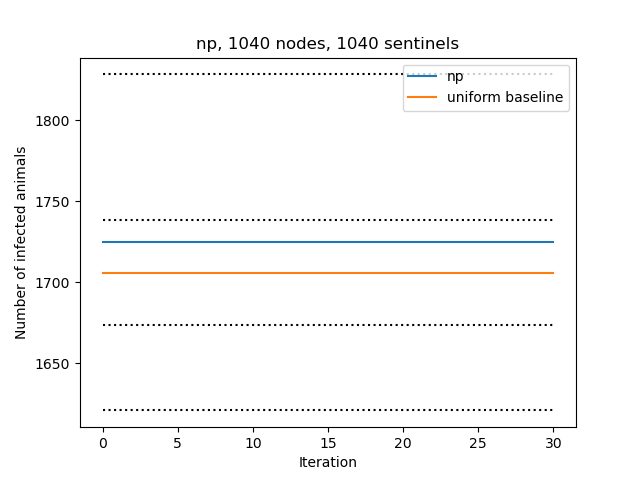 np, 1040 nodes, 1040 sentinels
np
uniform baseline
Number of infected animals
1800
1750
1700
1650
0 5 10 15 20 25 30
Iteration